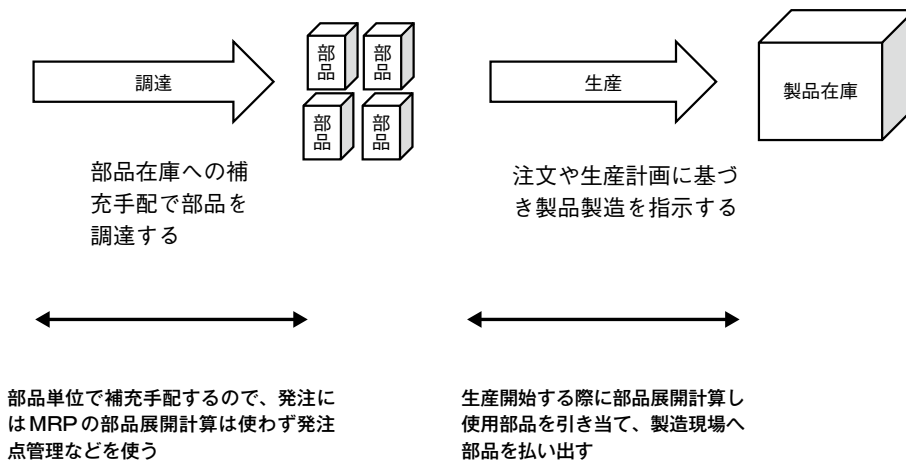 調達
部品
部品
部品
部品
生産
製品在庫
部品在庫への補
充手配で部品を
調達する
注文や生産計画に基づ
き製品製造を指示する
部品単位で補充手配するので、発注に
はMRPの部品展開計算は使わず発注
点管理などを使う
生産開始する際に部品展開計算し
使用部品を引き当て、製造現場へ
部品を払い出す